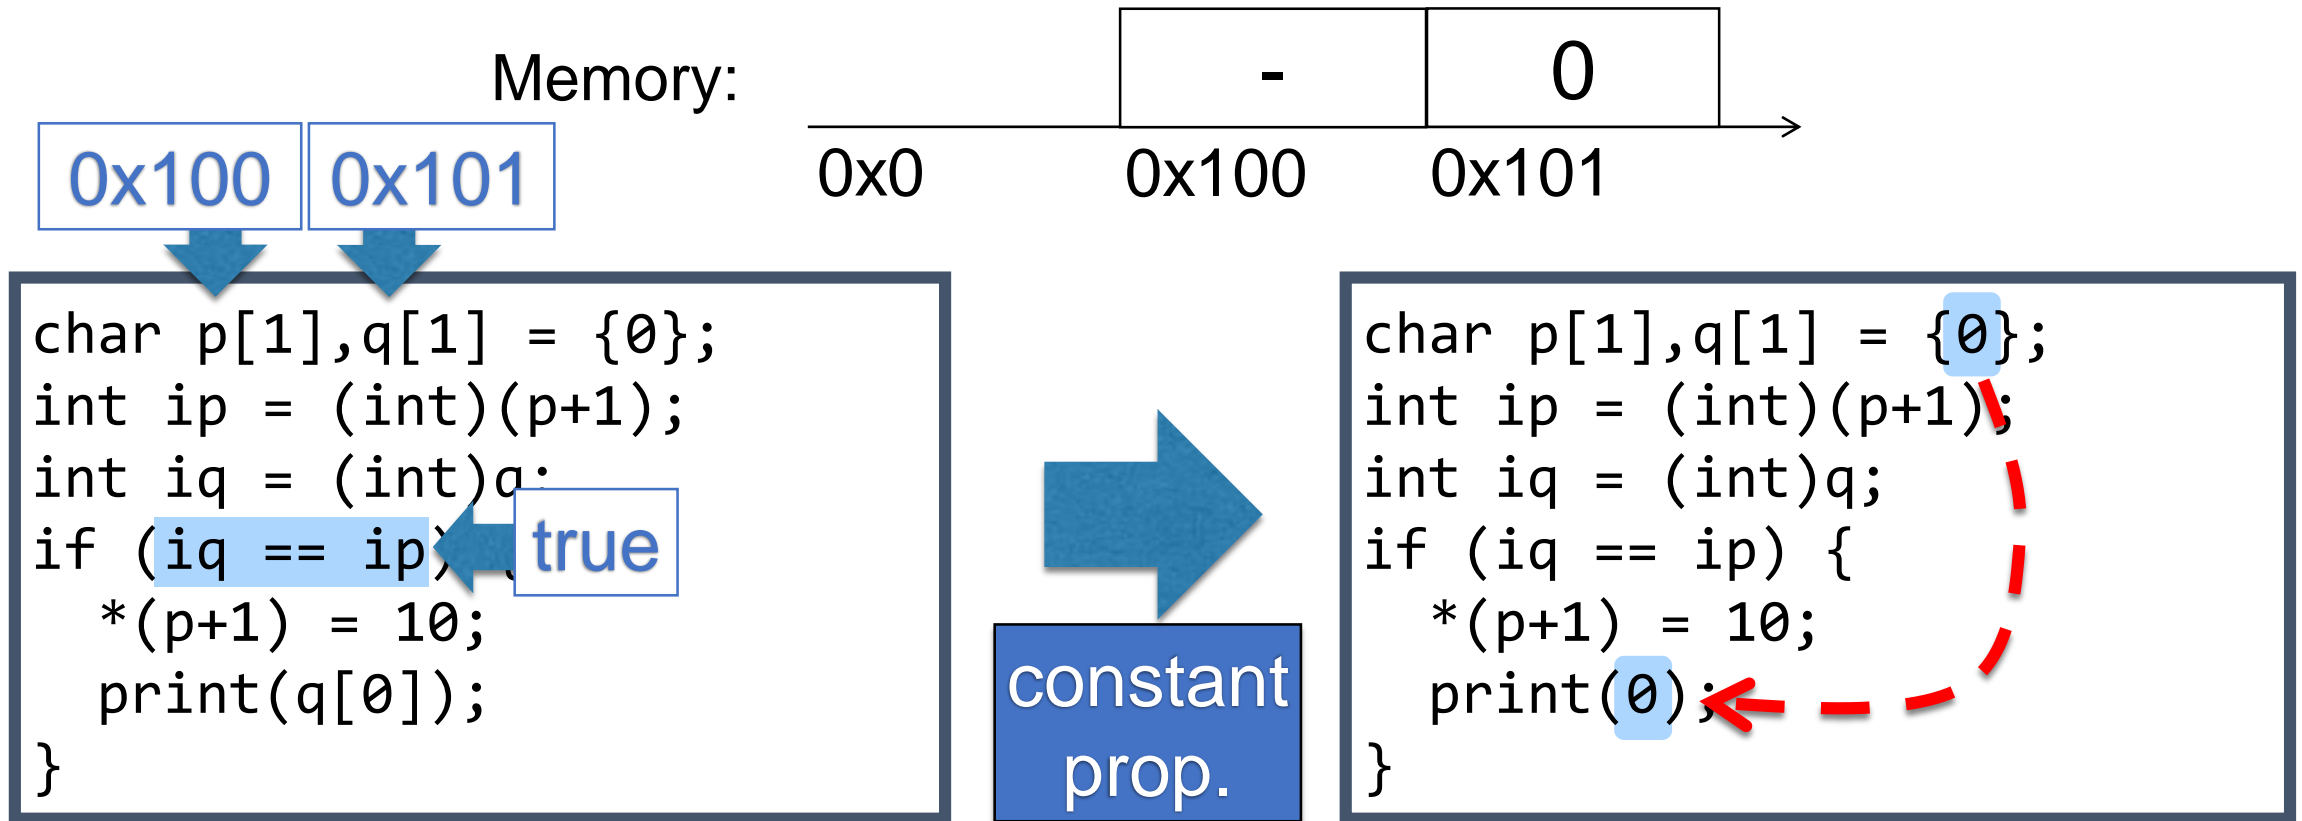 Memory:
- 0
0x0 0x100 0x101
0x100 0x101
char p[1],q[1] = {0};
int ip = (int)(p+1);
int iq = (int)q;
if (iq == ip) {
true
  *(p+1) = 10;
  print(q[0]);
}
constant
prop.
char p[1],q[1] = {0};
int ip = (int)(p+1);
int iq = (int)q;
if (iq == ip) {
  *(p+1) = 10;
  print(0);
}